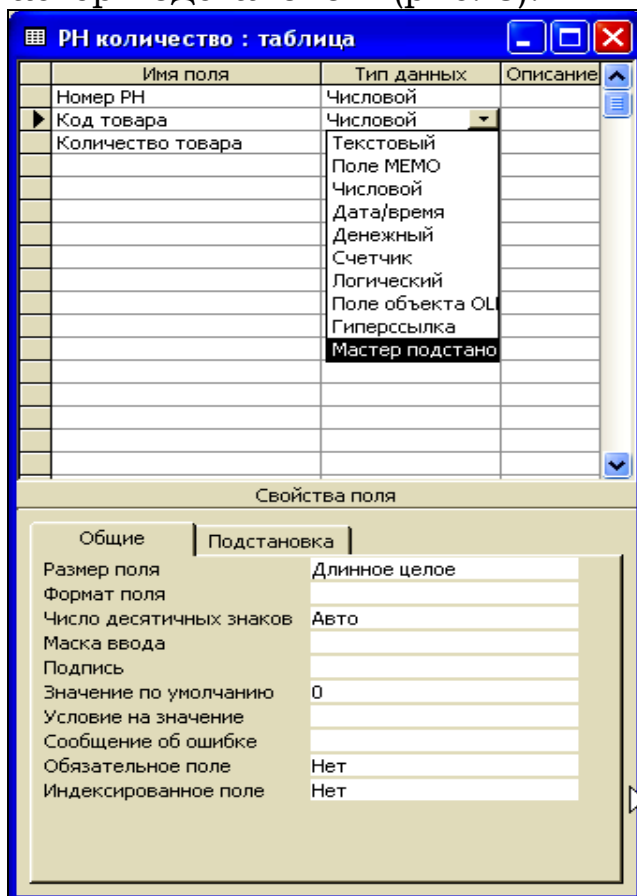 РН количество : таблица
Имя поля Тип данных Описание
Номер РН Числовой
Код товара Числовой
Количество товара Текстовый
Поле МЕМО
Числовой
Дата/время
Денежный
Счетчик
Логический
Поле объекта OL
Гиперссылка
Мастер подстано
Свойства поля
Общие Подстановка
Размер поля Длинное целое
Формат поля
Число десятичных знаков Авто
Маска ввода
Подпись
Значение по умолчанию 0
Условие на значение
Сообщение об ошибке
Обязательное поле Нет
Индексированное поле Нет